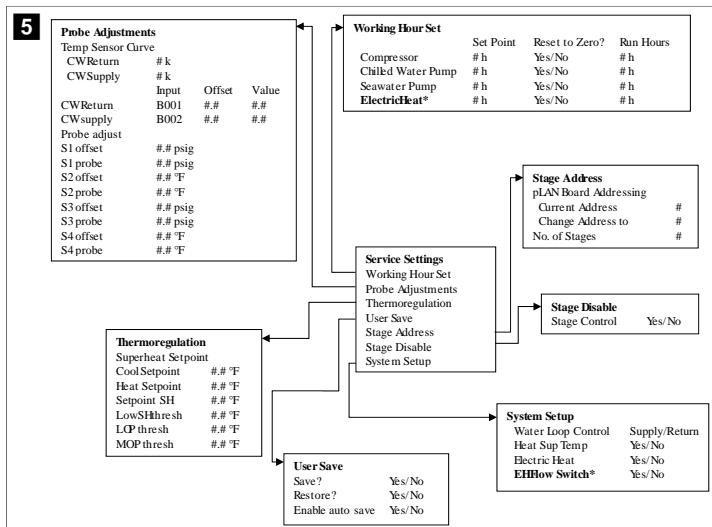 5
Probe Adjustments
Temp Sensor Curve
CWReturn # k
CWSupply # k
Input Offset Value
CWReturn B001 #.# #.#
CWsupply B002 #.# #.#
Probe adjust
S1 offset #.# psig
S1 probe #.# psig
S2 offset #.# °F
S2 probe #.# °F
S3 offset #.# psig
S3 probe #.# psig
S4 offset #.# °F
S4 probe #.# °F
Working Hour Set
Set Point Reset to Zero? Run Hours
Compressor # h Yes/No # h
Chilled Water Pump # h Yes/No # h
Seawater Pump # h Yes/No # h
ElectricHeat* # h Yes/No # h
Stage Address
pLAN Board Addressing
Current Address #
Change Address to #
No. of Stages #
Service Settings
Working Hour Set
Probe Adjustments
Thermoregulation
User Save
Stage Address
Stage Disable
System Setup
Stage Disable
Stage Control Yes/No
Thermoregulation
Superheat Setpoint
Cool Setpoint #.# °F
Heat Setpoint #.# °F
Setpoint SH #.# °F
LowSHthresh #.# °F
LOP thresh #.# °F
MOP thresh #.# °F
System Setup
Water Loop Control Supply/Return
Heat Sup Temp Yes/No
Electric Heat Yes/No
EHFlow Switch* Yes/No
User Save
Save? Yes/No
Restore? Yes/No
Enable auto save Yes/No